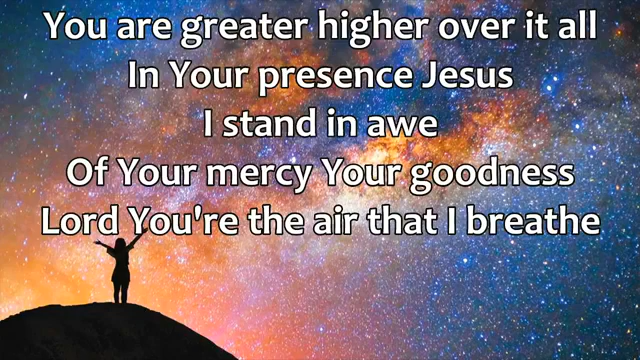 You are greater higher over it all
In Your presence Jesus
I stand in awe
Of Your mercy Your goodness
Lord You're the air that I breathe